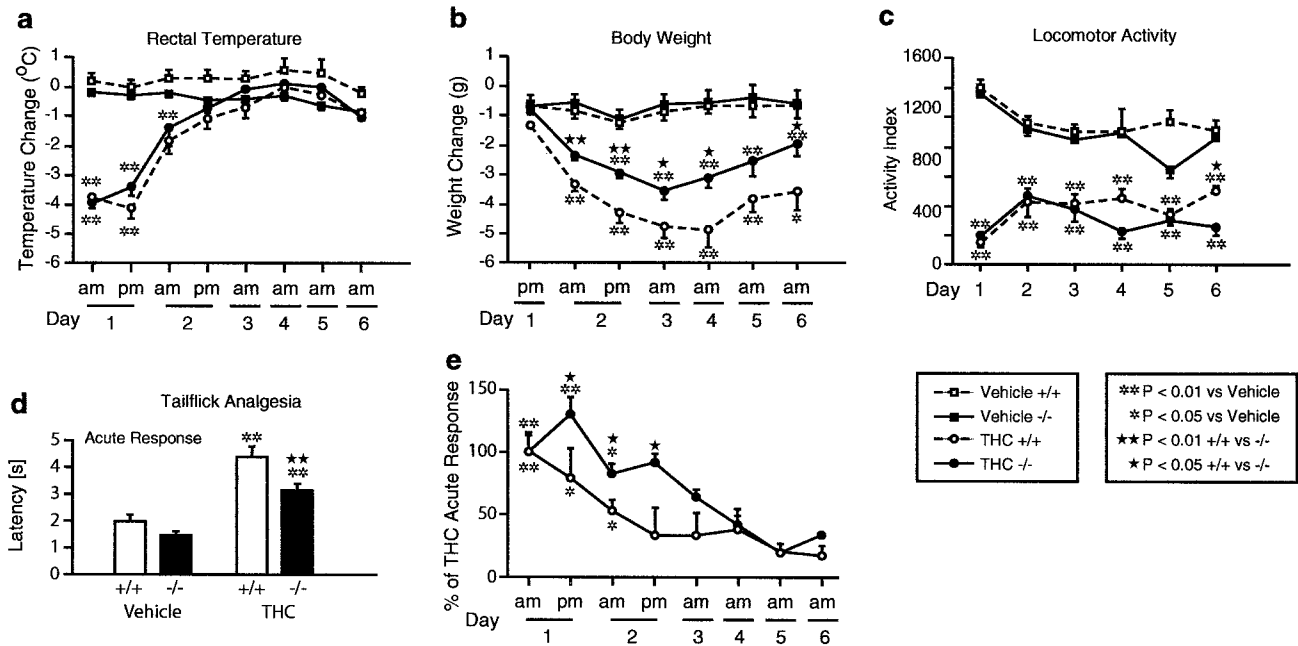 a
Rectal Temperature
Temperature Change (°C)
1
0
-1
-2
-3
-4
-5
-6
✲✲
✲✲
✲✲
✲✲
✲✲
am pm am pm am am am am
Day 1 2 3 4 5 6
b
Body Weight
Weight Change (g)
1
0
-1
-2
-3
-4
-5
-6
★★
★★
✲✲
★
✲✲
★
✲✲
✲✲
★
✲✲
✲✲
✲✲
✲✲
✲✲
✲✲
✲
pm am pm am am am am
Day 1 2 3 4 5 6
c
Locomotor Activity
Activity Index
1600
1200
800
400
0
✲✲
✲✲
✲✲
✲✲
✲✲
★
✲✲
✲✲
✲✲
✲✲
✲✲
✲✲
✲✲
Day 1 2 3 4 5 6
d
Tailflick Analgesia
Acute Response
Latency [s]
5
4
3
2
1
0
✲✲
★★
✲✲
+/+ -/- +/+ -/-
Vehicle THC
e
% of THC Acute Response
150
100
50
0
✲✲
✲✲
★
✲✲
✲
★
✲
✲
★
am pm am pm am am am am
Day 1 2 3 4 5 6
Vehicle +/+
Vehicle -/-
THC +/+
THC -/-
✲✲ P < 0.01 vs Vehicle
✲ P < 0.05 vs Vehicle
★★ P < 0.01 +/+ vs -/-
★ P < 0.05 +/+ vs -/-